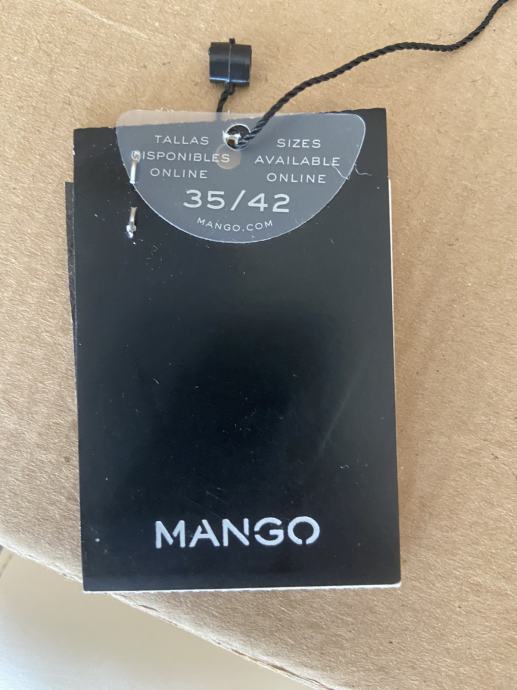 TALLAS
DISPONIBLES
ONLINE
SIZES
AVAILABLE
ONLINE
35/42
MANGO.COM
MANGO